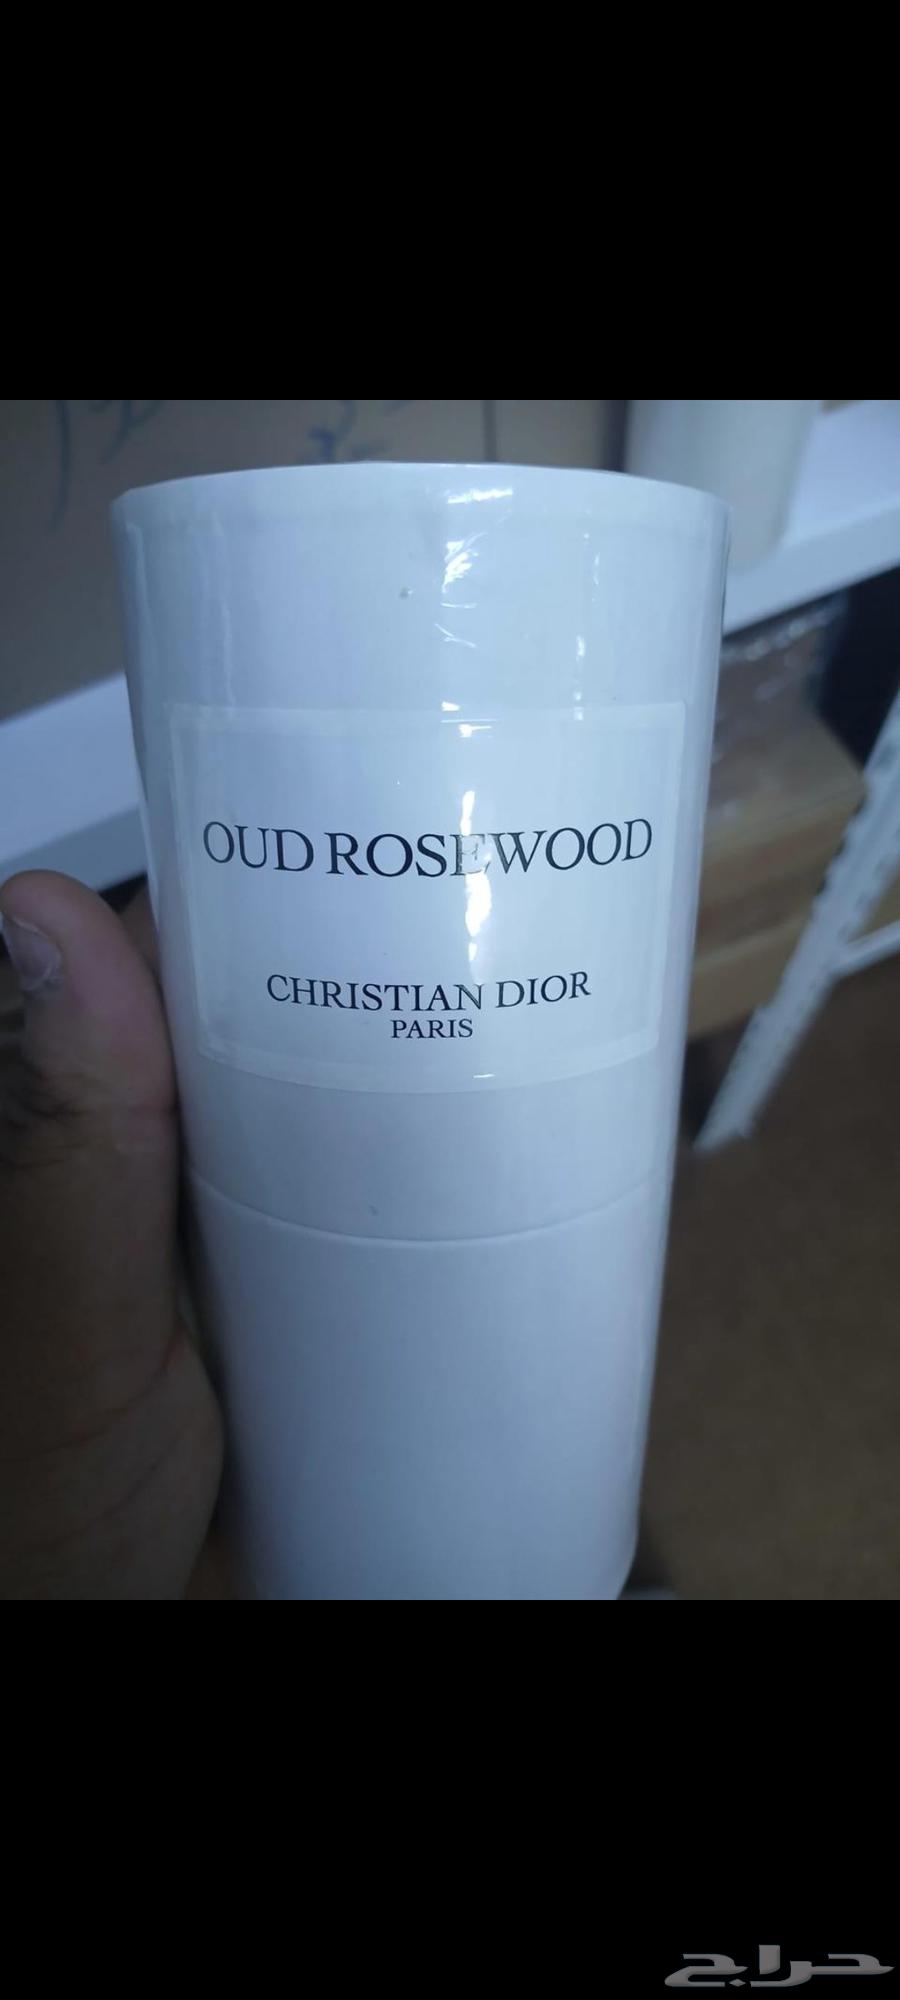 OUD ROSEWOOD
CHRISTIAN DIOR
PARIS
حراج